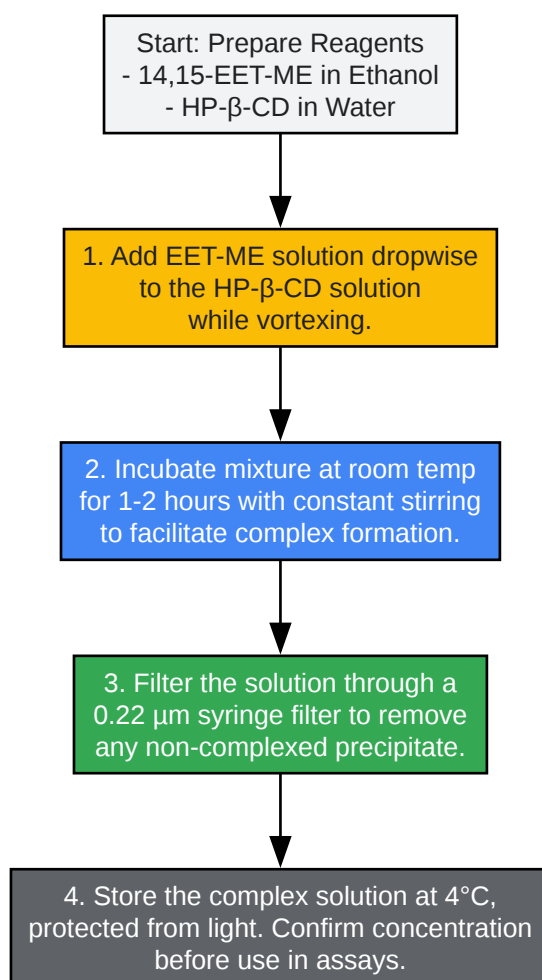 Start: Prepare Reagents
- 14,15-EET-ME in Ethanol
- HP-β-CD in Water
1. Add EET-ME solution dropwise
to the HP-β-CD solution
while vortexing.
2. Incubate mixture at room temp
for 1-2 hours with constant stirring
to facilitate complex formation.
3. Filter the solution through a
0.22 µm syringe filter to remove
any non-complexed precipitate.
4. Store the complex solution at 4°C,
protected from light. Confirm concentration
before use in assays.